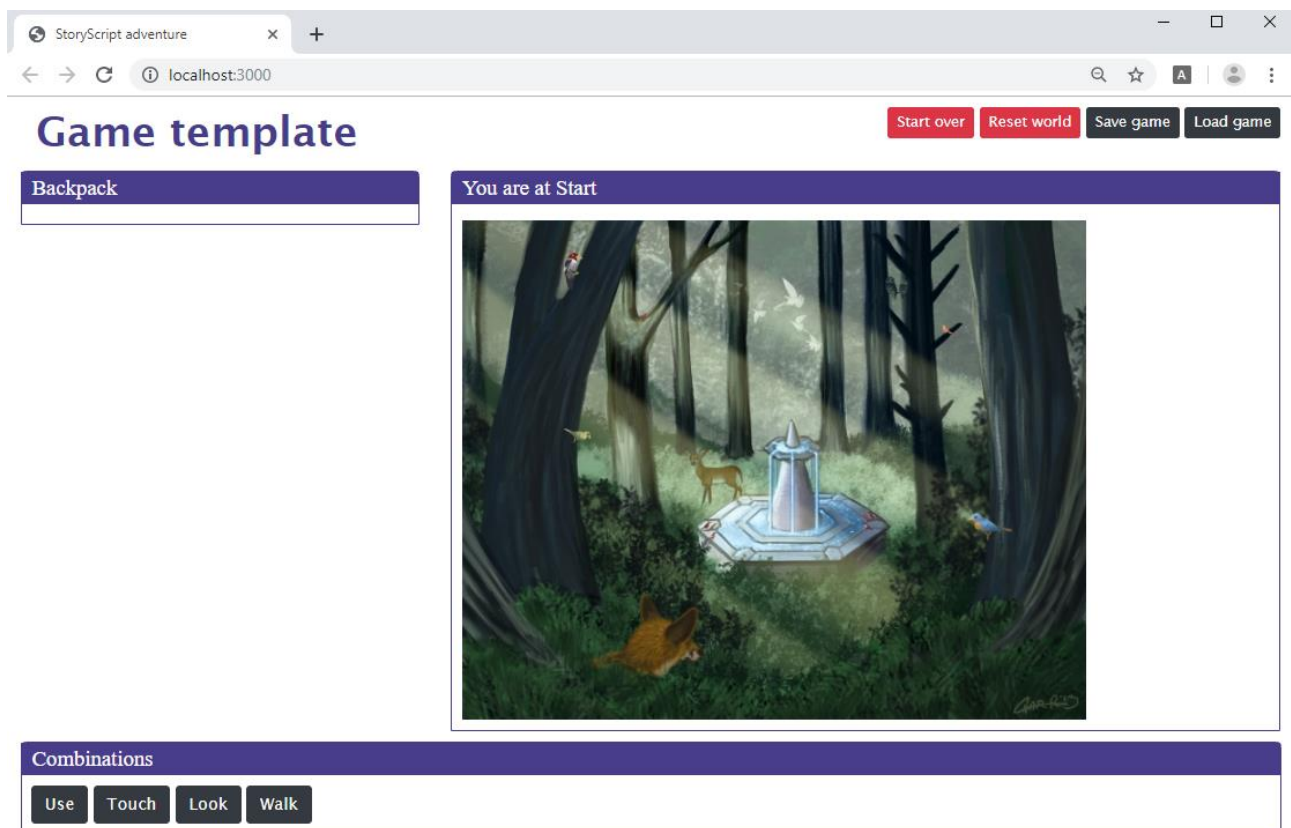 StoryScript adventure
localhost:3000
A
Game template
Start over Reset world Save game Load game
Backpack
You are at Start
Combinations
Use Touch Look Walk